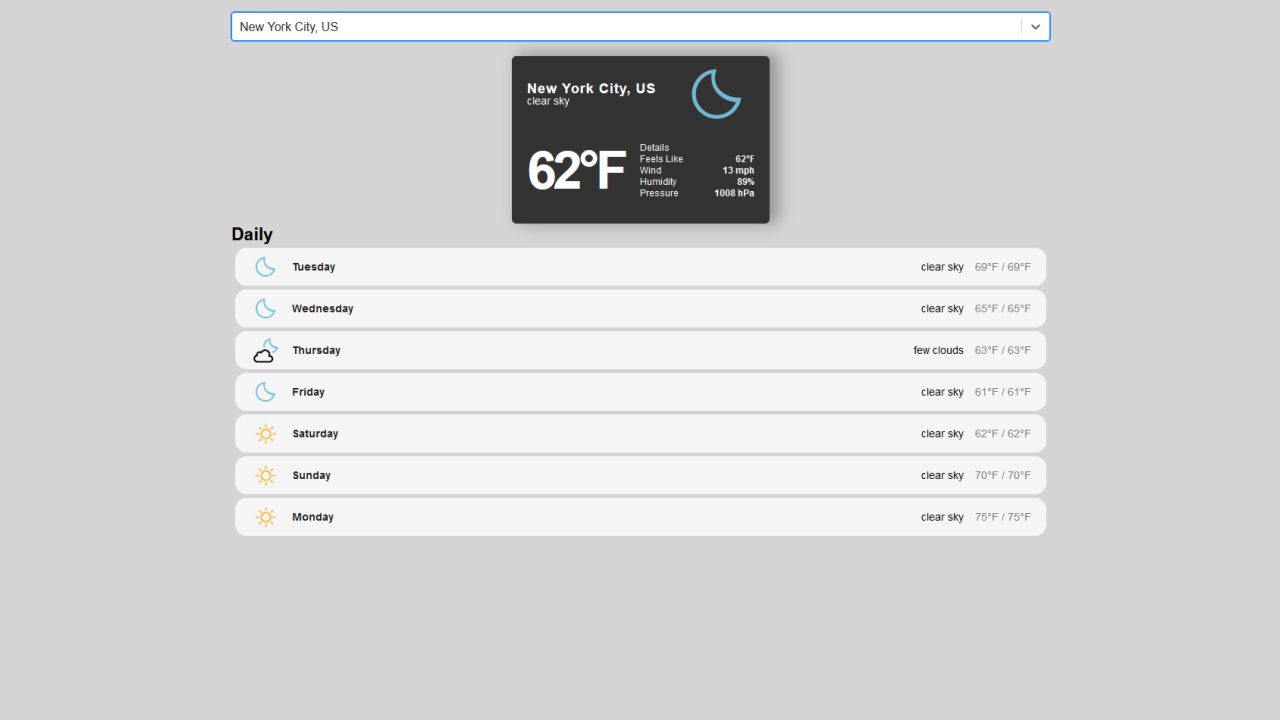 New York City, US
New York City, US
clear sky
62°F
Details
Feels Like 62°F
Wind 13 mph
Humidity 89%
Pressure 1008 hPa
Daily
Tuesday clear sky 69°F / 69°F
Wednesday clear sky 65°F / 65°F
Thursday few clouds 63°F / 63°F
Friday clear sky 61°F / 61°F
Saturday clear sky 62°F / 62°F
Sunday clear sky 70°F / 70°F
Monday clear sky 75°F / 75°F